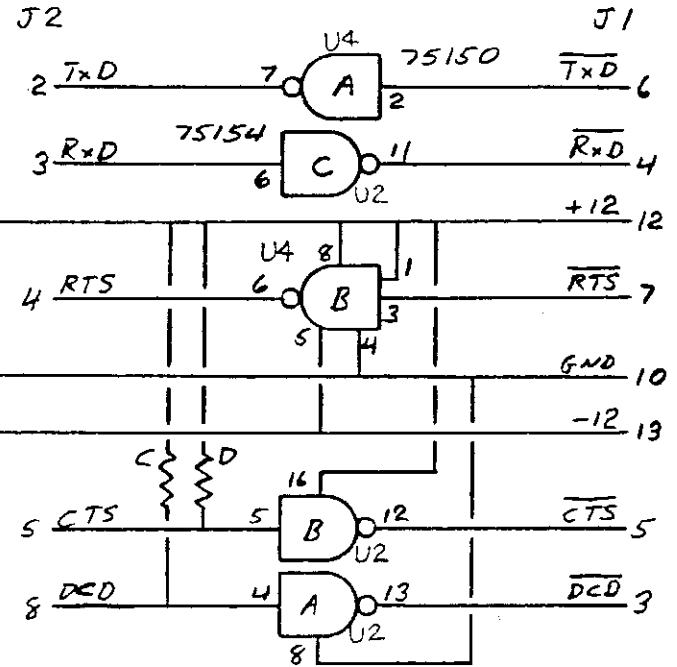 J2 J1
U4 75150
2 TxD 7 A 2 TxD 6
75154
3 RxD 6 C 11 RxD 4
U2
+12 12
U4 8 1
4 RTS 6 B 3 RTS 7
5 4
GND 10
-12 13
C D
16
5 CTS 5 B 12 CTS 5
U2
8 DCD 4 A 13 DCD 3
U2
8